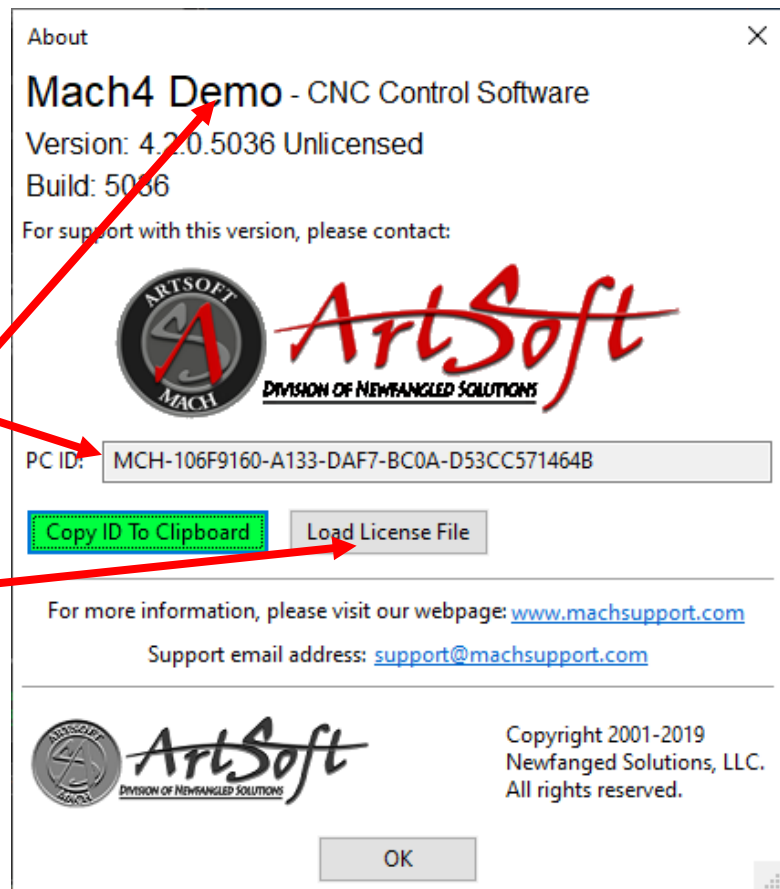 About
Mach4 Demo - CNC Control Software
Version: 4.2.0.5036 Unlicensed
Build: 5036
For support with this version, please contact:
ARTSOFT
MACH
ArtSoft
DIVISION OF NEWFANGLED SOLUTIONS
PC ID: MCH-106F9160-A133-DAF7-BC0A-D53CC571464B
Copy ID To Clipboard Load License File
For more information, please visit our webpage: www.machsupport.com
Support email address: support@machsupport.com
ARTSOFT
MACH
ArtSoft
DIVISION OF NEWFANGLED SOLUTIONS
Copyright 2001-2019
Newfanged Solutions, LLC.
All rights reserved.
OK